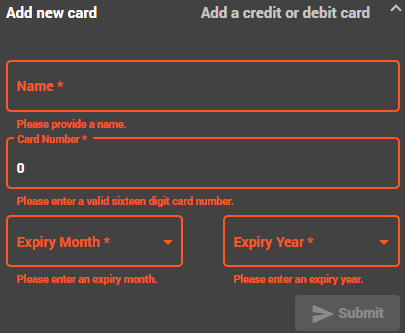 Add new card Add a credit or debit card
Name *
Please provide a name.
Card Number *
0
Please enter a valid sixteen digit card number.
Expiry Month * Expiry Year *
Please enter an expiry month. Please enter an expiry year.
Submit